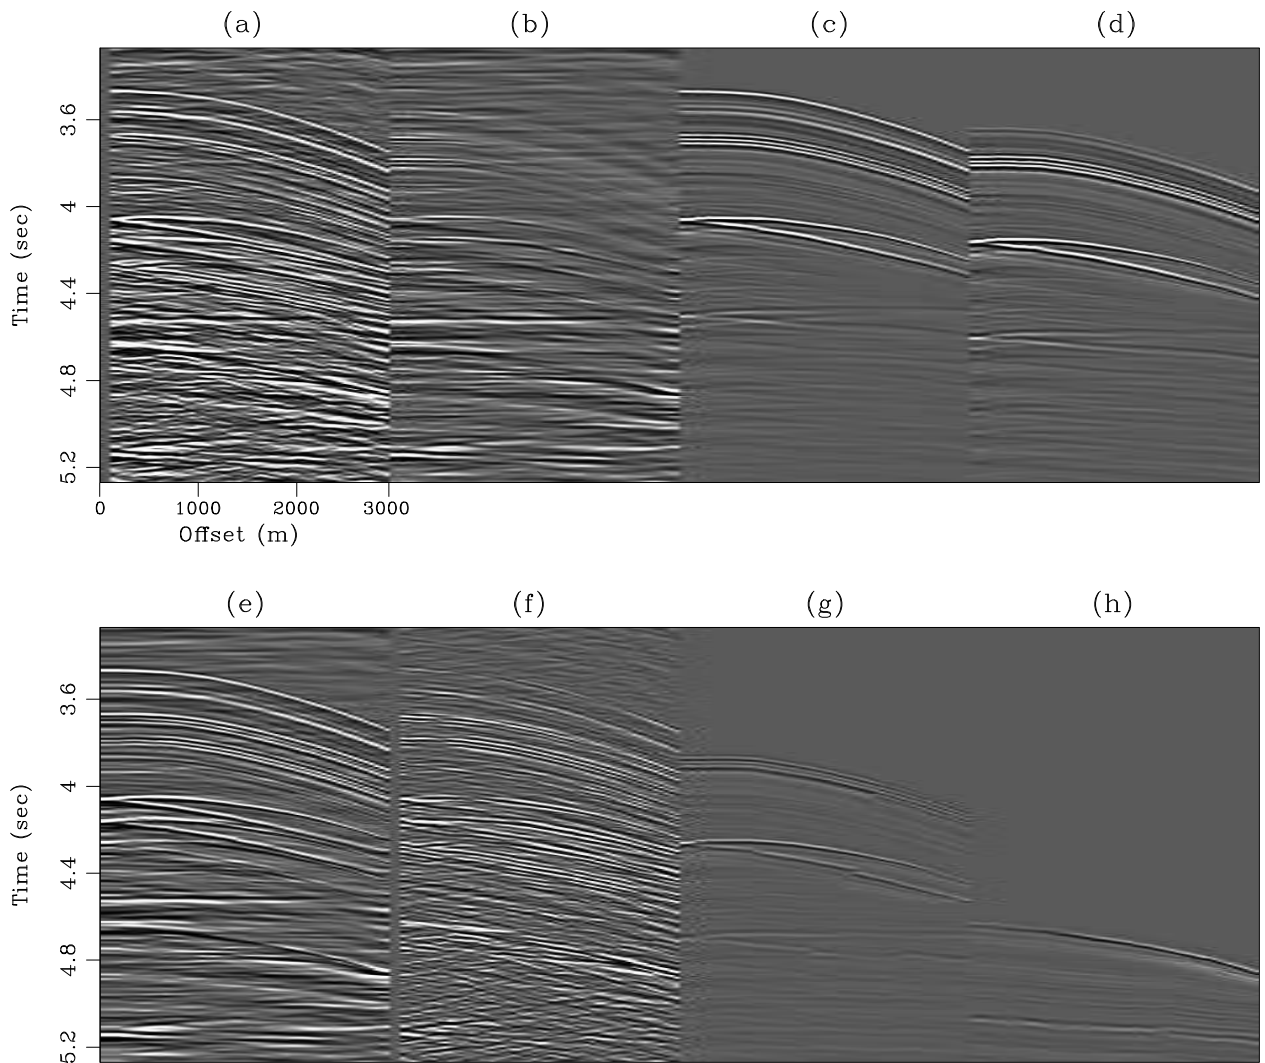 (a) (b) (c) (d)
3.6
4
4.4
4.8
5.2
Time (sec)
0 1000 2000 3000
Offset (m)
(e) (f) (g) (h)
3.6
4
4.4
4.8
5.2
Time (sec)